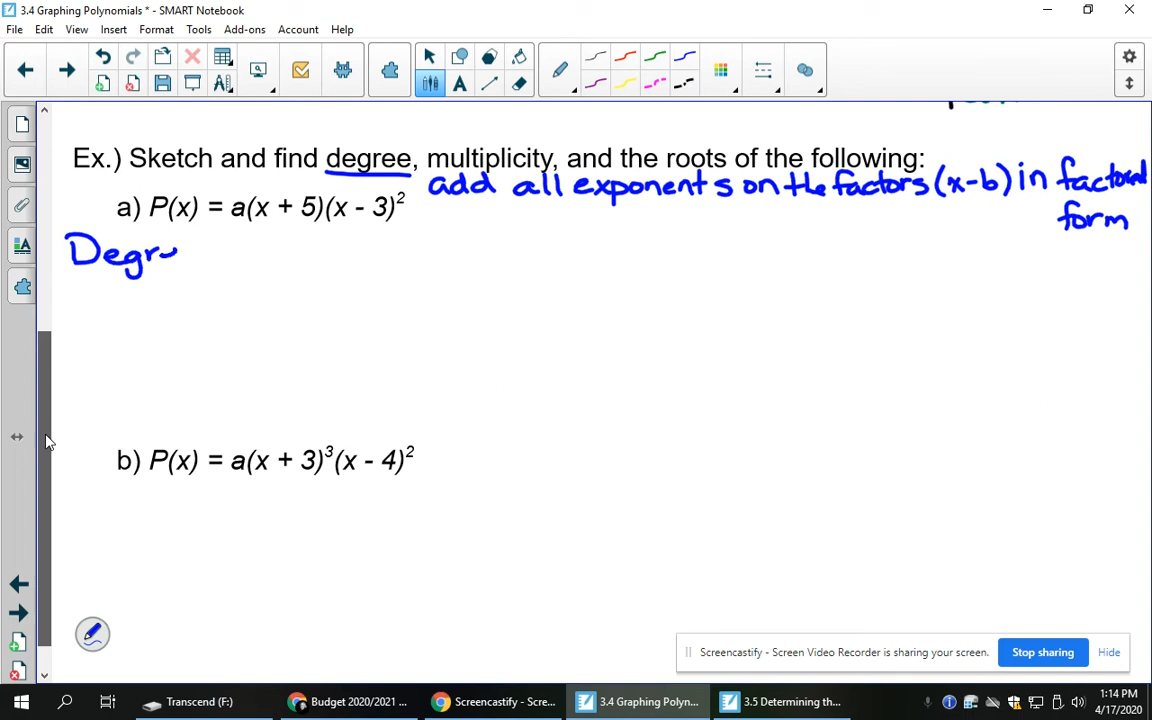 3.4 Graphing Polynomials * - SMART Notebook
File Edit View Insert Format Tools Add-ons Account Help
Ex.) Sketch and find degree, multiplicity, and the roots of the following:
add all exponents on the factors (x-b) in factored
form
a) P(x) = a(x + 5)(x - 3)²
Degr
b) P(x) = a(x + 3)³(x - 4)²
Screencastify - Screen Video Recorder is sharing your screen. Stop sharing Hide
Transcend (F:) Budget 2020/2021 ... Screencastify - Scre... 3.4 Graphing Polyn... 3.5 Determining th...
1:14 PM
4/17/2020